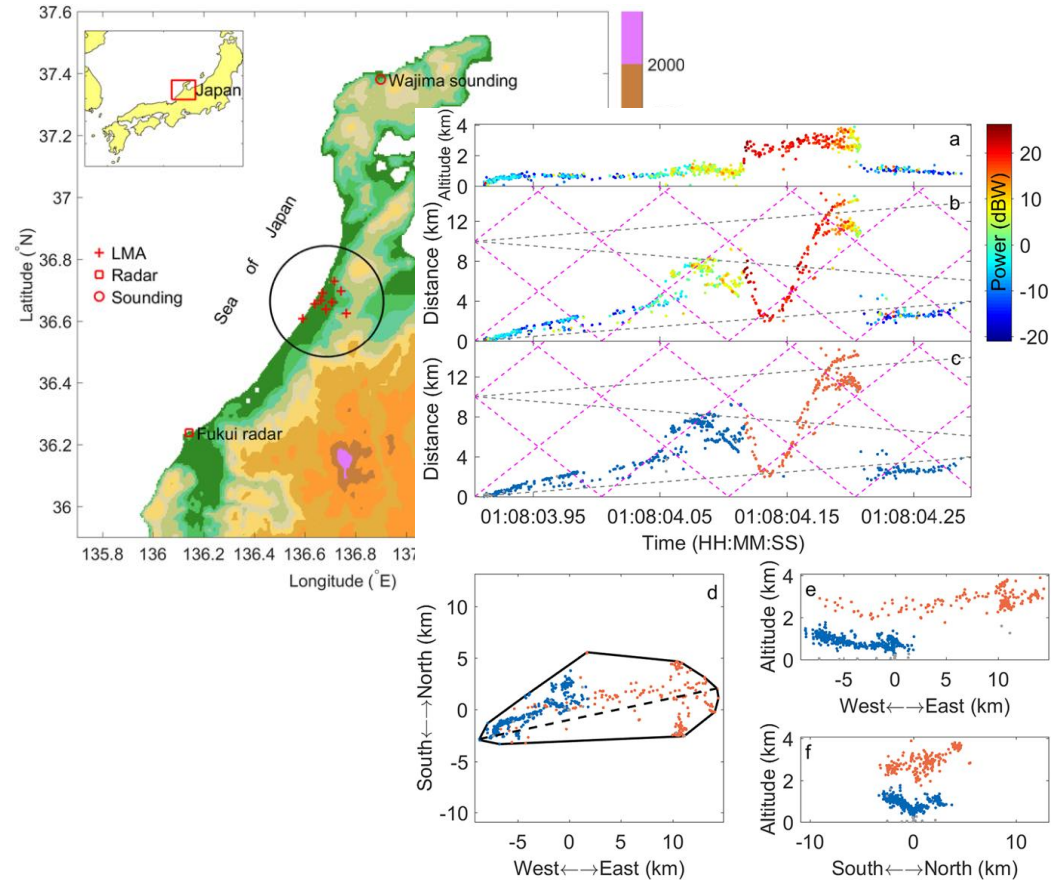 37.6
37.4
37.2
37
36.8
36.6
36.4
36.2
36
Latitude (°N)
Japan
Wajima sounding
2000
Sea of Japan
LMA
Radar
Sounding
Fukui radar
135.8 136 136.2 136.4 136.6 136.8 137
Longitude (°E)
4
2
0
Altitude (km)
a
12
8
4
0
Distance (km)
b
12
8
4
0
Distance (km)
c
01:08:03.95 01:08:04.05 01:08:04.15 01:08:04.25
Time (HH:MM:SS)
20
10
0
-10
-20
Power (dBW)
10
5
0
-5
-10
South←→North (km)
d
-5 0 5 10
West←→East (km)
4
2
0
Altitude (km)
e
-5 0 5 10
West←→East (km)
4
2
0
Altitude (km)
f
-10 0 10
South←→North (km)